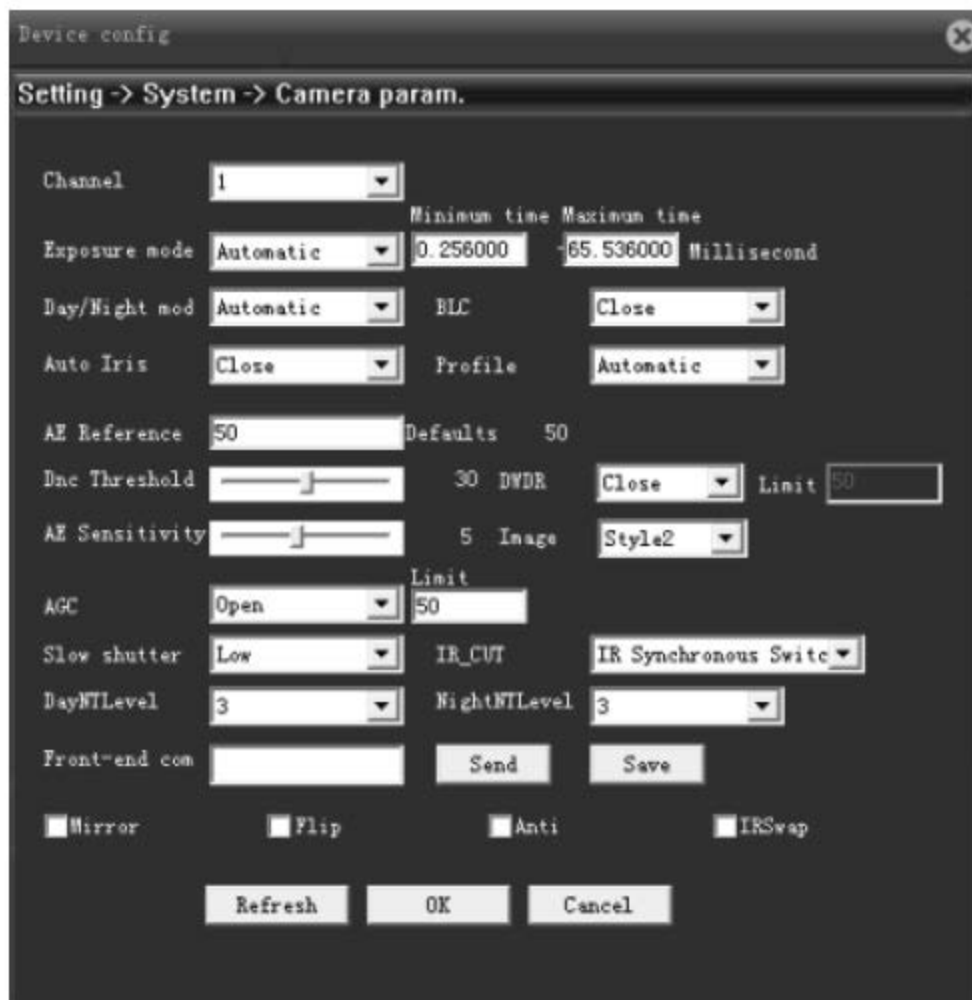 Device config
Setting -> System -> Camera param.
Channel 1
Minimum time Maximum time
Exposure mode Automatic 0.256000 -65.536000 Millisecond
Day/Night mod Automatic BLC Close
Auto Iris Close Profile Automatic
AE Reference 50 Defaults 50
Dnc Threshold 30 DWDR Close Limit 50
AE Sensitivity 5 Image Style2
Limit
AGC Open 50
Slow shutter Low IR_CUT IR Synchronous Switc
DayNTLevel 3 NightNTLevel 3
Front-end com Send Save
Mirror Flip Anti IRSwap
Refresh OK Cancel